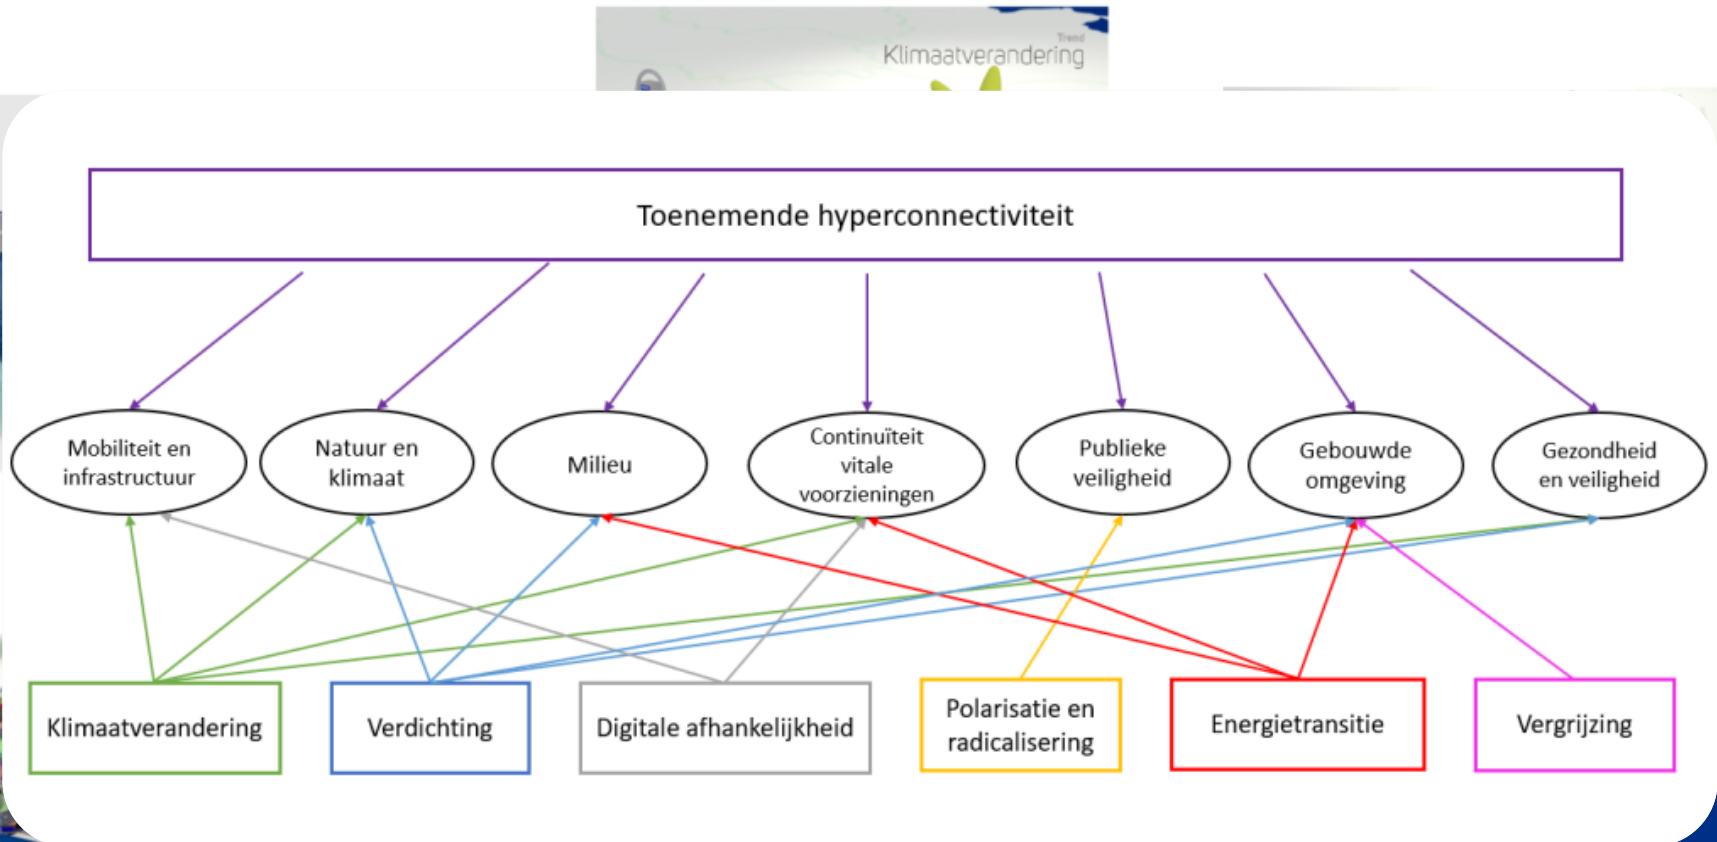 Trend
Klimaatverandering
Toenemende hyperconnectiviteit
Mobiliteit en
infrastructuur
Natuur en
klimaat
Milieu
Continuïteit
vitale
voorzieningen
Publieke
veiligheid
Gebouwde
omgeving
Gezondheid
en veiligheid
Klimaatverandering
Verdichting
Digitale afhankelijkheid
Polarisatie en
radicalisering
Energietransitie
Vergrijzing